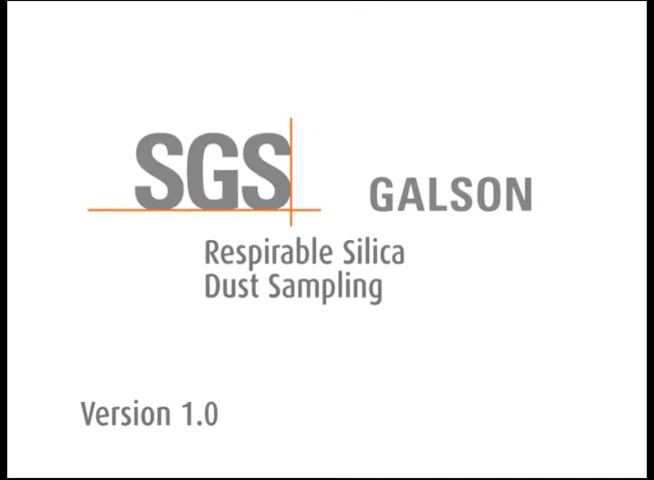 SGS GALSON
Respirable Silica
Dust Sampling
Version 1.0